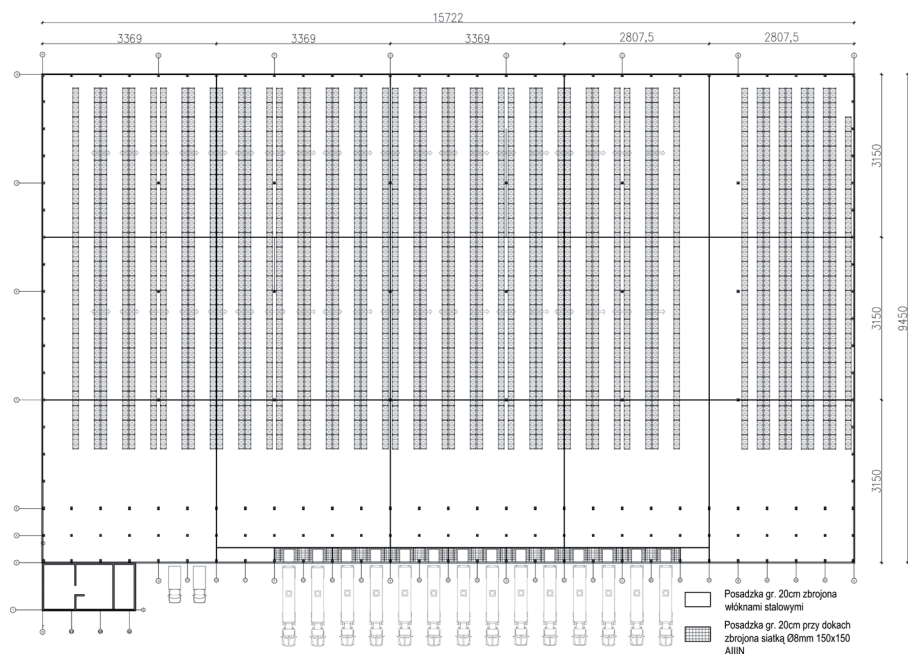 15722
3369
3369
3369
2807,5
2807,5
3150
3150
3150
9450
Posadzka gr. 20cm zbrojona
włóknami stalowymi
Posadzka gr. 20cm przy dokach
zbrojona siatką Ø8mm 150x150
AIIIN